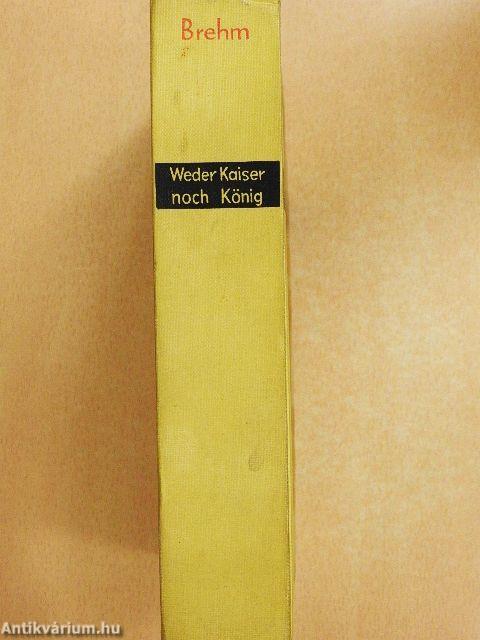 Brehm
Weder Kaiser
noch König
Antikvárium.hu